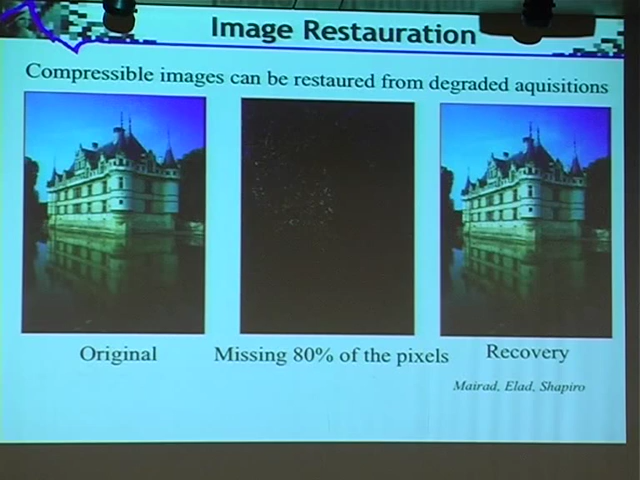 Image Restauration
Compressible images can be restaured from degraded aquisitions
Original
Missing 80% of the pixels
Recovery
Mairad, Elad, Shapiro